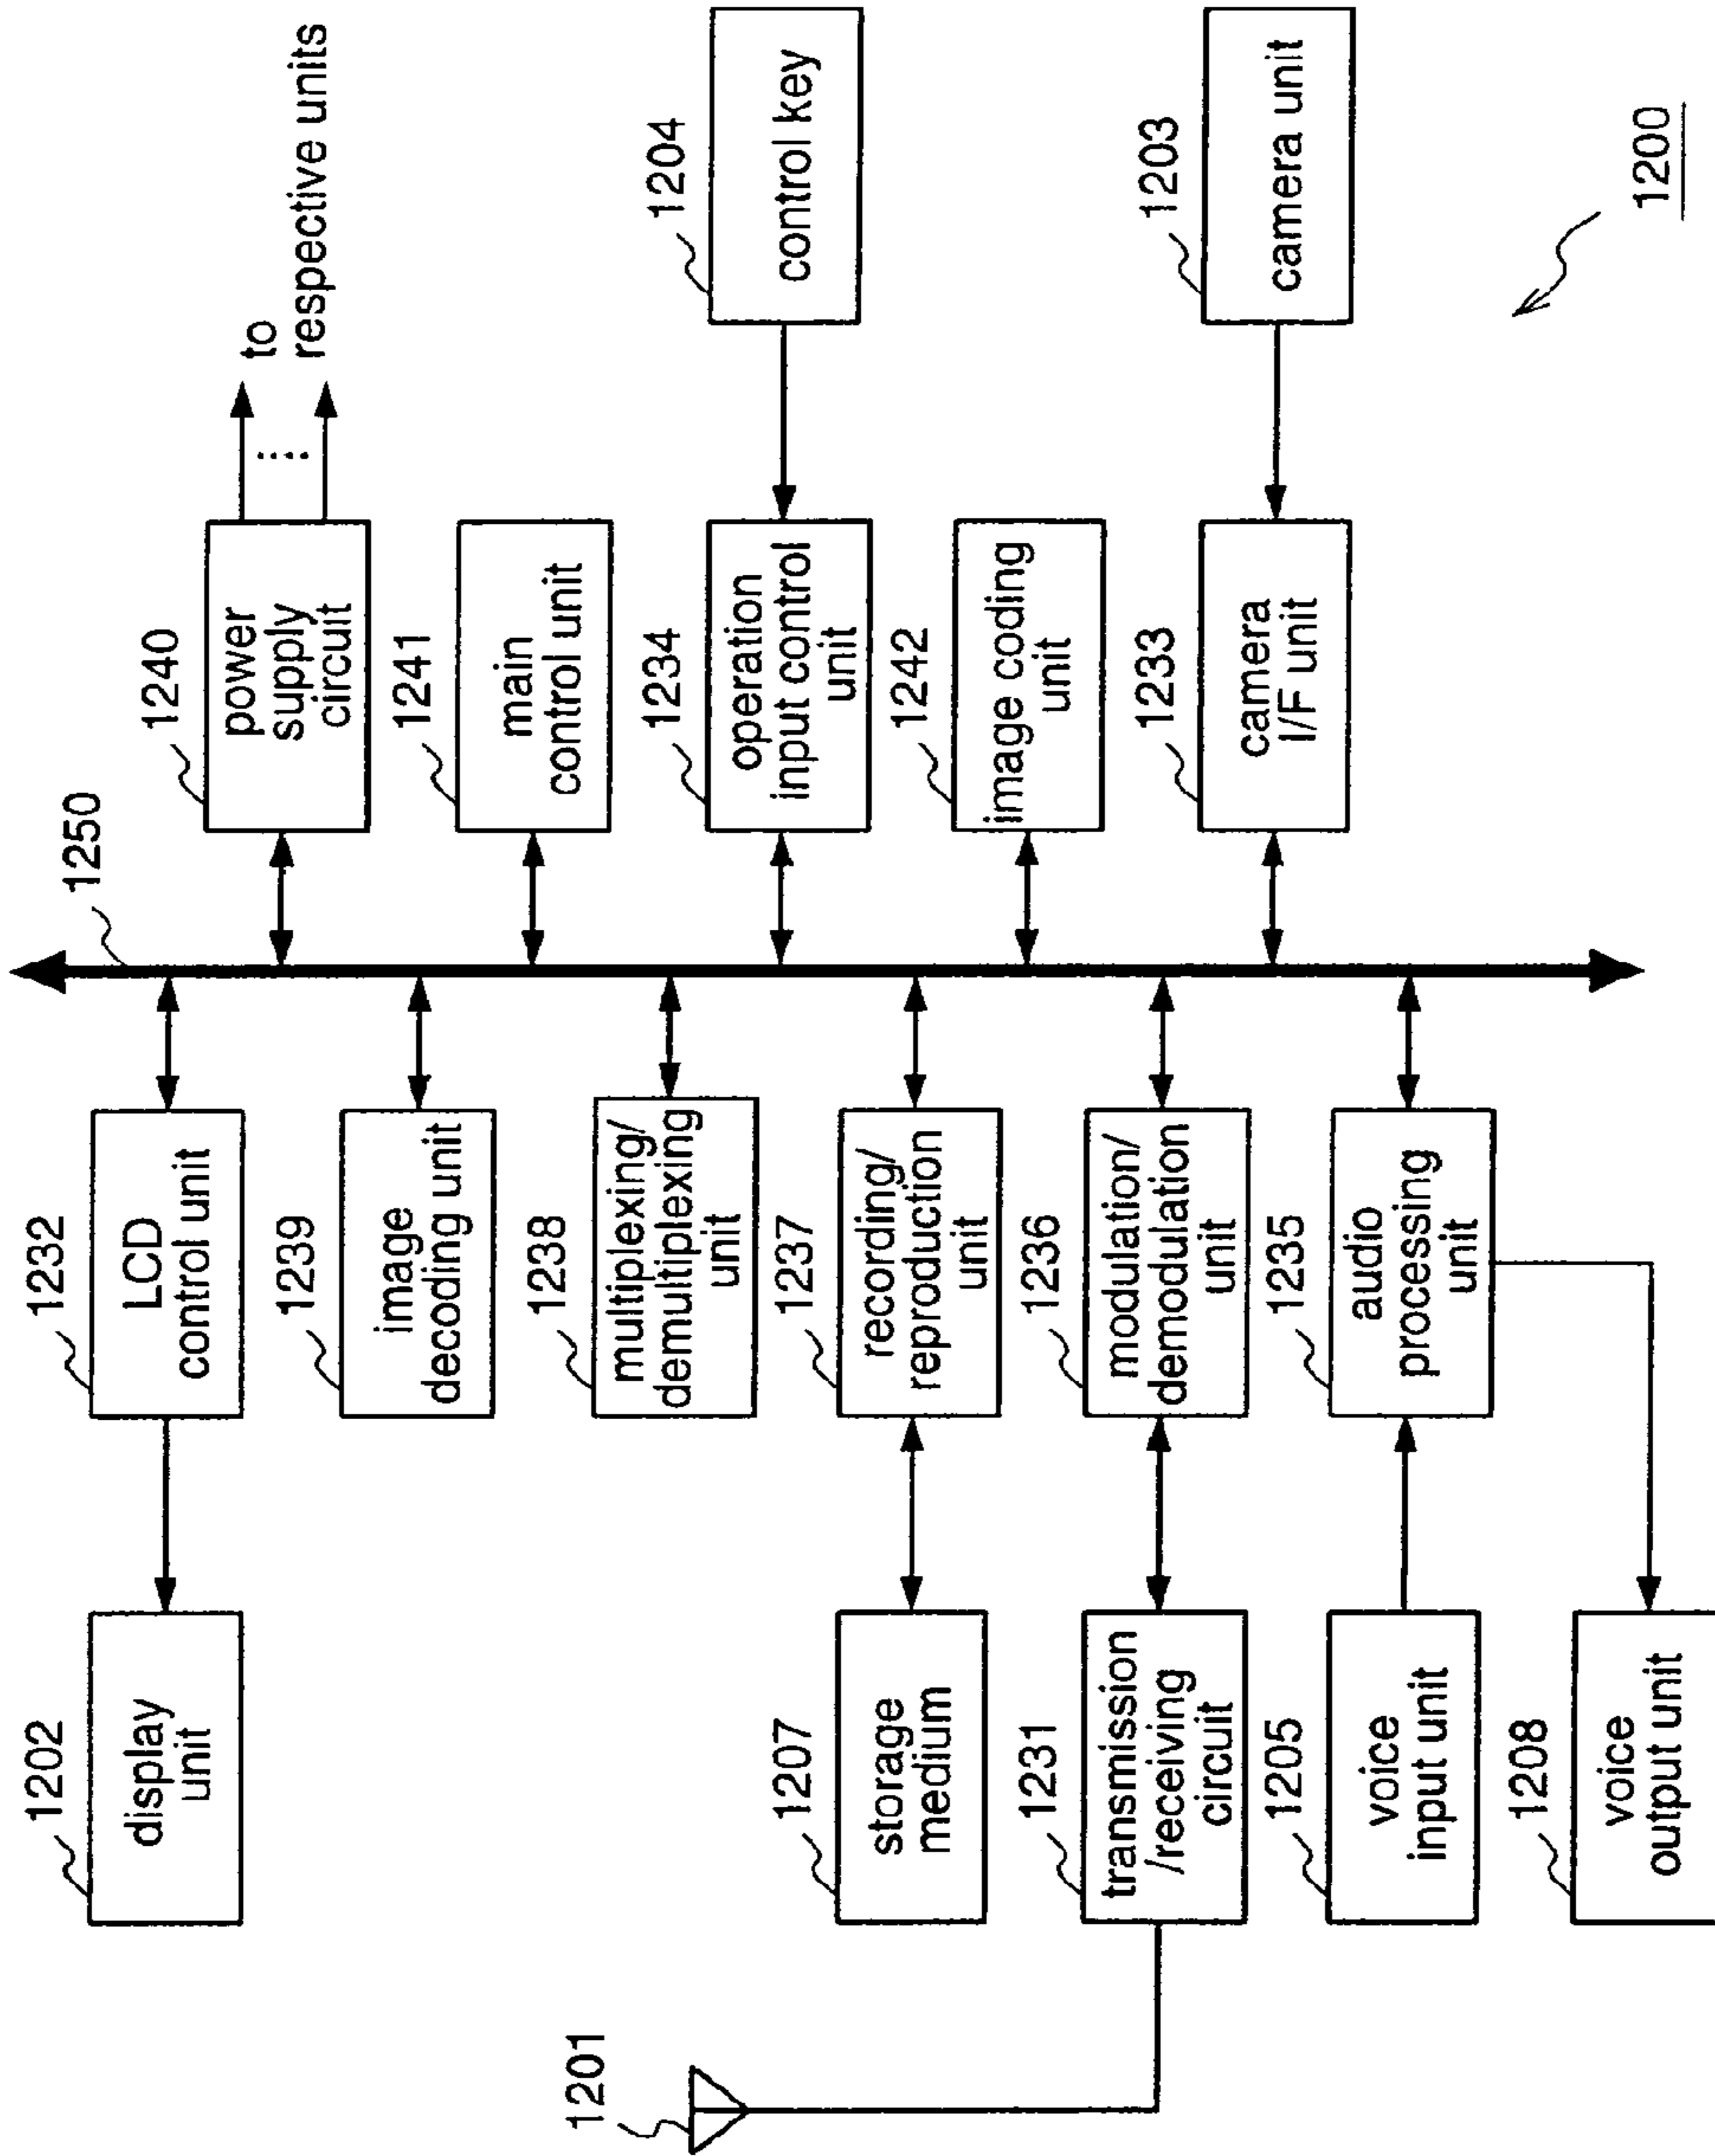 1201
1202
display
unit
1207
storage
medium
1231
transmission
/receiving
circuit
1205
voice
input unit
1208
voice
output unit
1232
LCD
control unit
1239
image
decoding unit
1238
multiplexing/
demultiplexing
unit
1237
recording/
reproduction
unit
1236
modulation/
demodulation
unit
1235
audio
processing
unit
1250
1240
power
supply
circuit
1241
main
control unit
1234
operation
input control
unit
1242
image coding
unit
1233
camera
I/F unit
to
respective units
1204
control key
1203
camera unit
1200